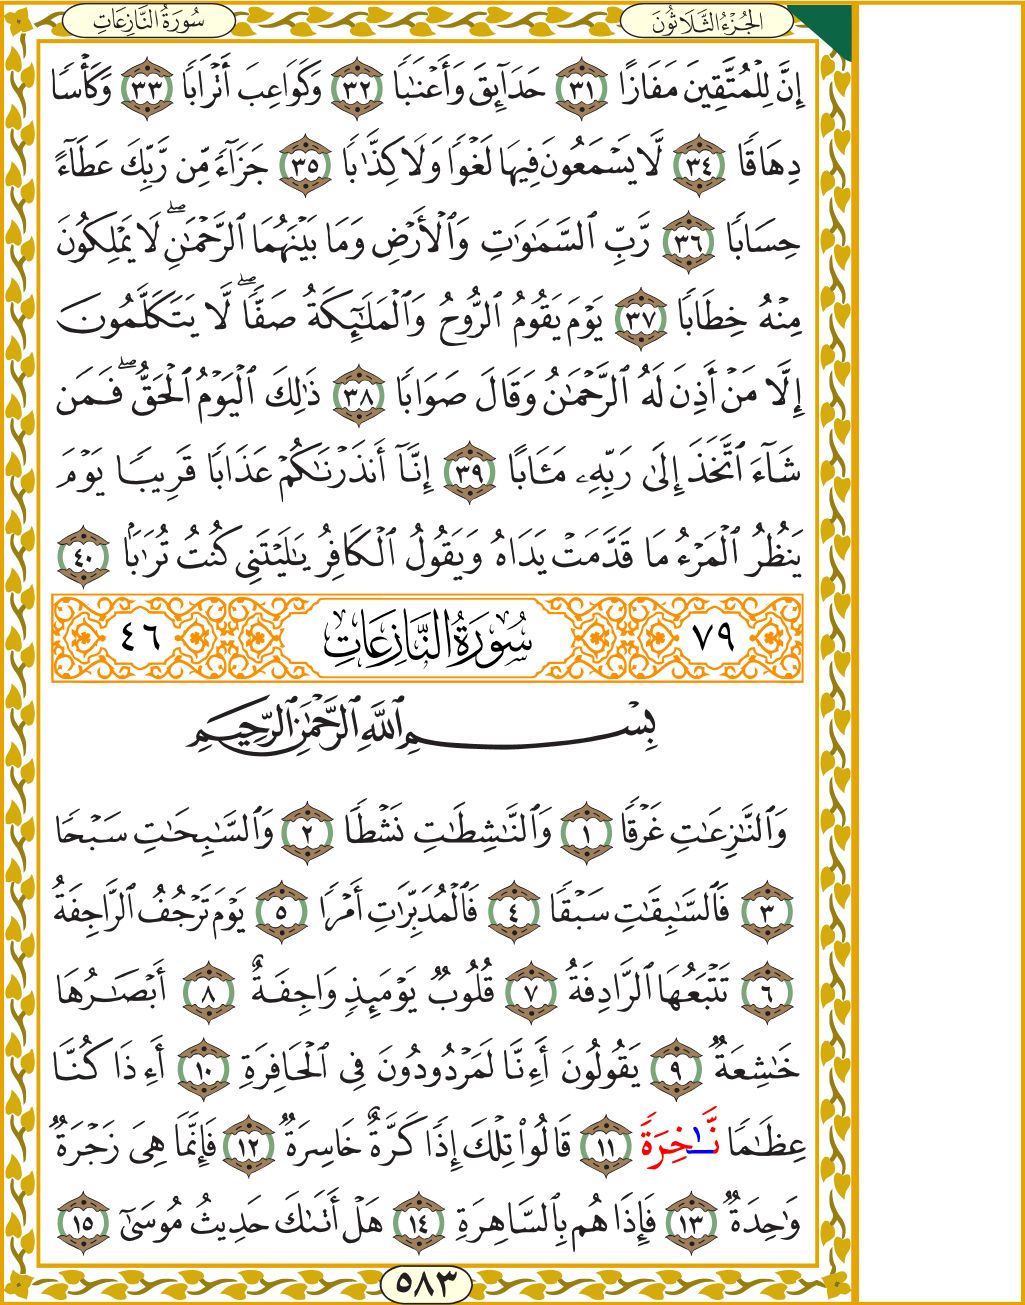 الجُزْءُ الثَّلَاثُونَ
سُورَةُ النَّازِعَاتِ
إِنَّ لِلْمُتَّقِينَ مَفَازًا ٣١ حَدَآئِقَ وَأَعْنَٰبًا ٣٢ وَكَوَاعِبَ أَتْرَابًا ٣٣ وَكَأْسًا
دِهَاقًا ٣٤ لَّا يَسْمَعُونَ فِيهَا لَغْوًا وَلَا كِذَّٰبًا ٣٥ جَزَآءً مِّن رَّبِّكَ عَطَآءً
حِسَابًا ٣٦ رَّبِّ ٱلسَّمَٰوَٰتِ وَٱلْأَرْضِ وَمَا بَيْنَهُمَا ٱلرَّحْمَٰنِۖ لَا يَمْلِكُونَ
مِنْهُ خِطَابًا ٣٧ يَوْمَ يَقُومُ ٱلرُّوحُ وَٱلْمَلَٰٓئِكَةُ صَفًّاۖ لَّا يَتَكَلَّمُونَ
إِلَّا مَنْ أَذِنَ لَهُ ٱلرَّحْمَٰنُ وَقَالَ صَوَابًا ٣٨ ذَٰلِكَ ٱلْيَوْمُ ٱلْحَقُّۖ فَمَن
شَآءَ ٱتَّخَذَ إِلَىٰ رَبِّهِۦ مَـَٔابًا ٣٩ إِنَّآ أَنذَرْنَٰكُمْ عَذَابًا قَرِيبًا يَوْمَ
يَنظُرُ ٱلْمَرْءُ مَا قَدَّمَتْ يَدَاهُ وَيَقُولُ ٱلْكَافِرُ يَٰلَيْتَنِي كُنتُ تُرَٰبًۢا ٤٠
٧٩ سُورَةُ النَّازِعَاتِ ٤٦
بِسْمِ ٱللَّهِ ٱلرَّحْمَٰنِ ٱلرَّحِيمِ
وَٱلنَّٰزِعَٰتِ غَرْقًا ١ وَٱلنَّٰشِطَٰتِ نَشْطًا ٢ وَٱلسَّٰبِحَٰتِ سَبْحًا
٣ فَٱلسَّٰبِقَٰتِ سَبْقًا ٤ فَٱلْمُدَبِّرَٰتِ أَمْرًا ٥ يَوْمَ تَرْجُفُ ٱلرَّاجِفَةُ
٦ تَتْبَعُهَا ٱلرَّادِفَةُ ٧ قُلُوبٌ يَوْمَئِذٍ وَاجِفَةٌ ٨ أَبْصَٰرُهَا
خَٰشِعَةٌ ٩ يَقُولُونَ أَءِنَّا لَمَرْدُودُونَ فِي ٱلْحَافِرَةِ ١٠ أَءِذَا كُنَّا
عِظَٰمًا نَّٰخِرَةً ١١ قَالُوا۟ تِلْكَ إِذًا كَرَّةٌ خَاسِرَةٌ ١٢ فَإِنَّمَا هِيَ زَجْرَةٌ
وَٰحِدَةٌ ١٣ فَإِذَا هُم بِٱلسَّاهِرَةِ ١٤ هَلْ أَتَىٰكَ حَدِيثُ مُوسَىٰٓ ١٥
٥٨٣